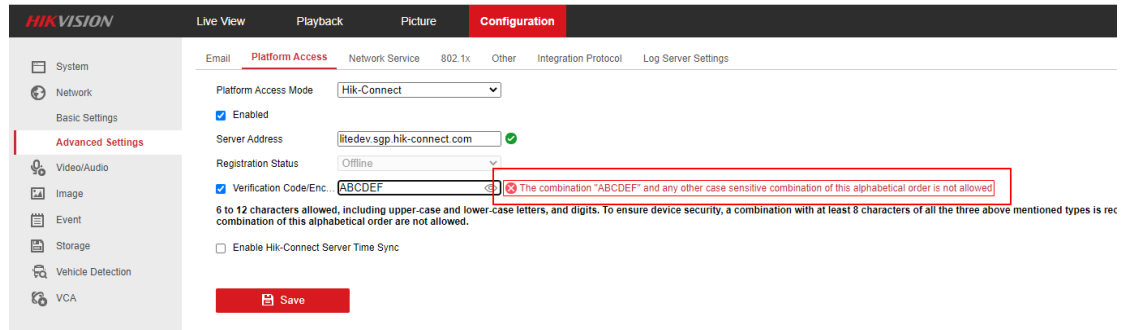 HIKVISION
Live View Playback Picture Configuration
System
Network
Basic Settings
Advanced Settings
Video/Audio
Image
Event
Storage
Vehicle Detection
VCA
Email Platform Access Network Service 802.1x Other Integration Protocol Log Server Settings
Platform Access Mode Hik-Connect
Enabled
Server Address litedev.sgp.hik-connect.com
Registration Status Offline
Verification Code/Enc... ABCDEF The combination "ABCDEF" and any other case sensitive combination of this alphabetical order is not allowed
6 to 12 characters allowed, including upper-case and lower-case letters, and digits. To ensure device security, a combination with at least 8 characters of all the three above mentioned types is rec
combination of this alphabetical order are not allowed.
Enable Hik-Connect Server Time Sync
Save